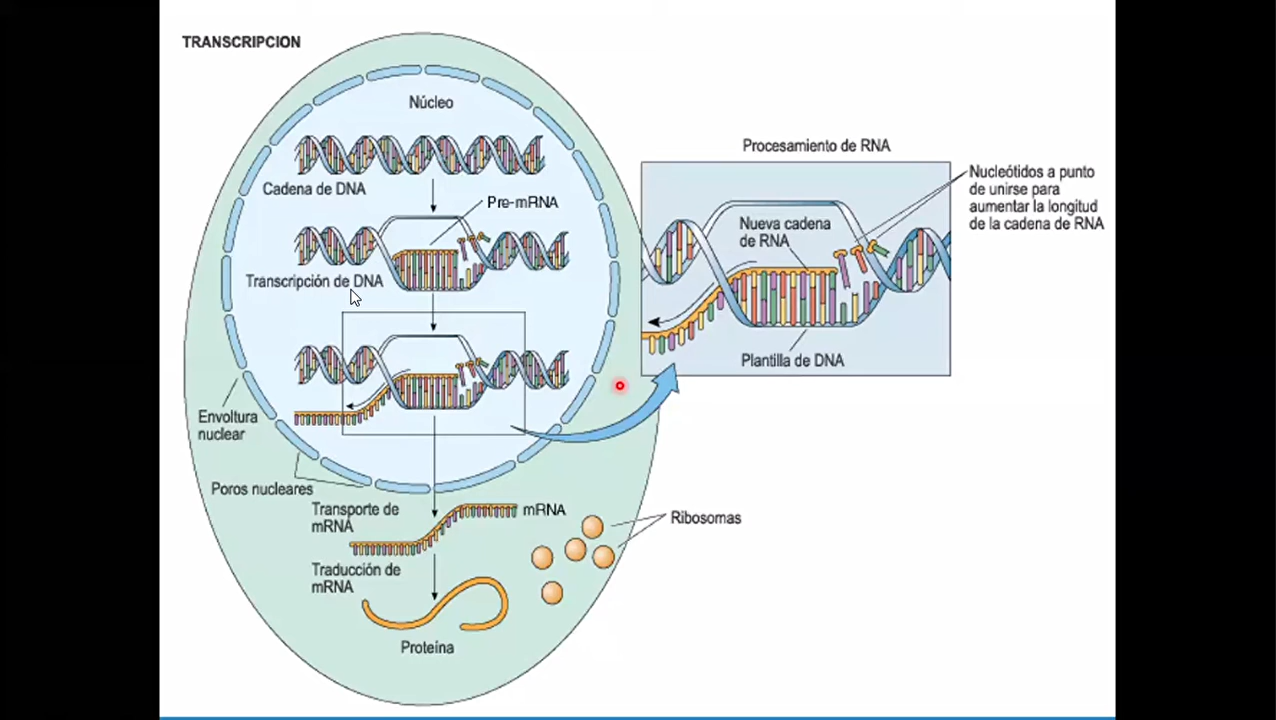 TRANSCRIPCION
Núcleo
Cadena de DNA
Pre-mRNA
Transcripción de DNA
Envoltura
nuclear
Poros nucleares
Transporte de
mRNA
mRNA
Traducción de
mRNA
Proteína
Ribosomas
Procesamiento de RNA
Nueva cadena
de RNA
Plantilla de DNA
Nucleótidos a punto
de unirse para
aumentar la longitud
de la cadena de RNA